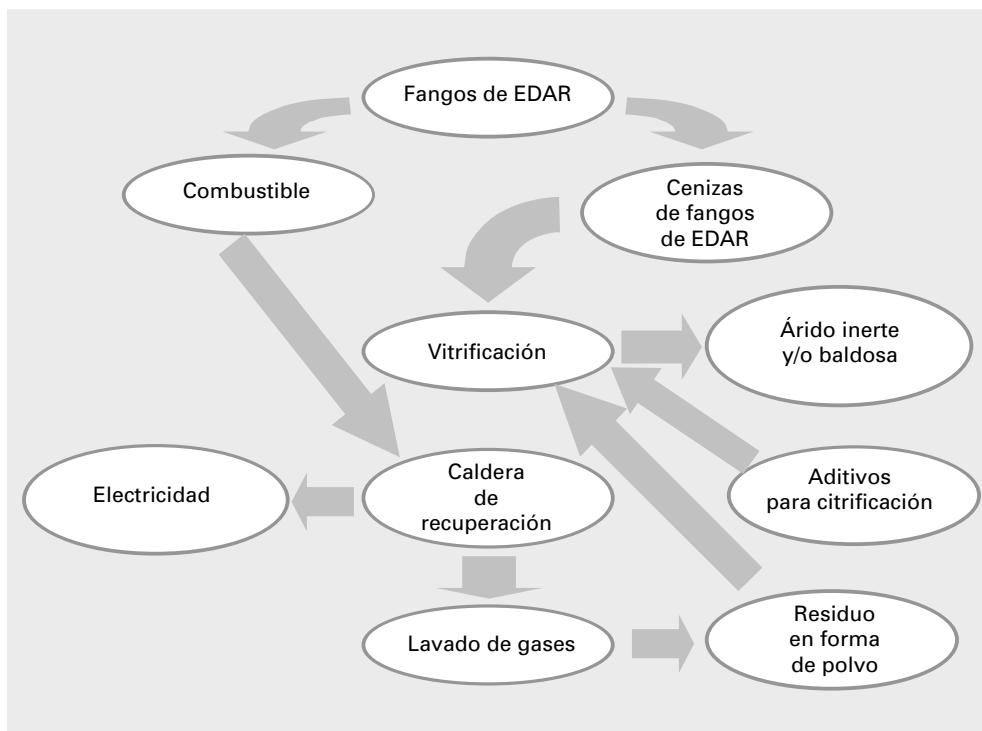 Fangos de EDAR
Combustible
Cenizas
de fangos
de EDAR
Vitrificación
Árido inerte
y/o baldosa
Electricidad
Caldera
de
recuperación
Aditivos
para citrificación
Lavado de gases
Residuo
en forma
de polvo